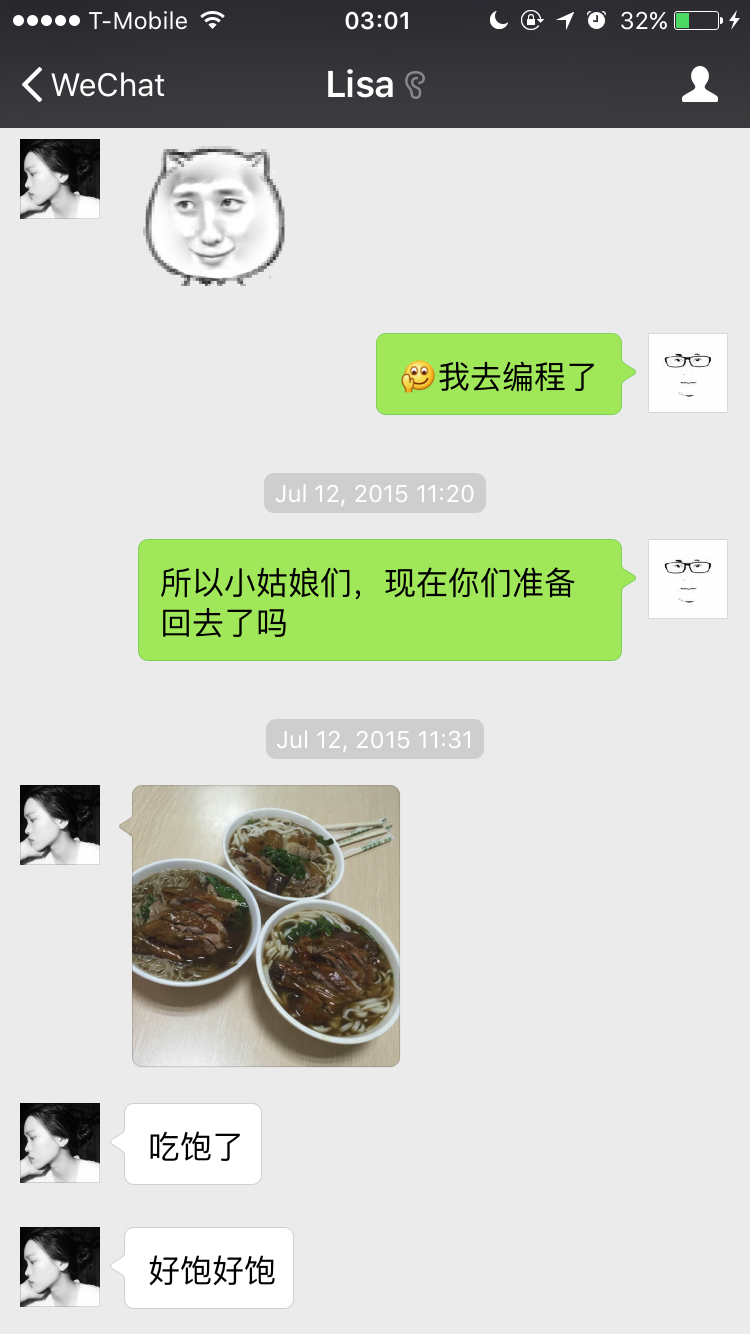 T-Mobile 03:01 32%
WeChat Lisa
我去编程了
Jul 12, 2015 11:20
所以小姑娘们，现在你们准备
回去了吗
Jul 12, 2015 11:31
吃饱了
好饱好饱